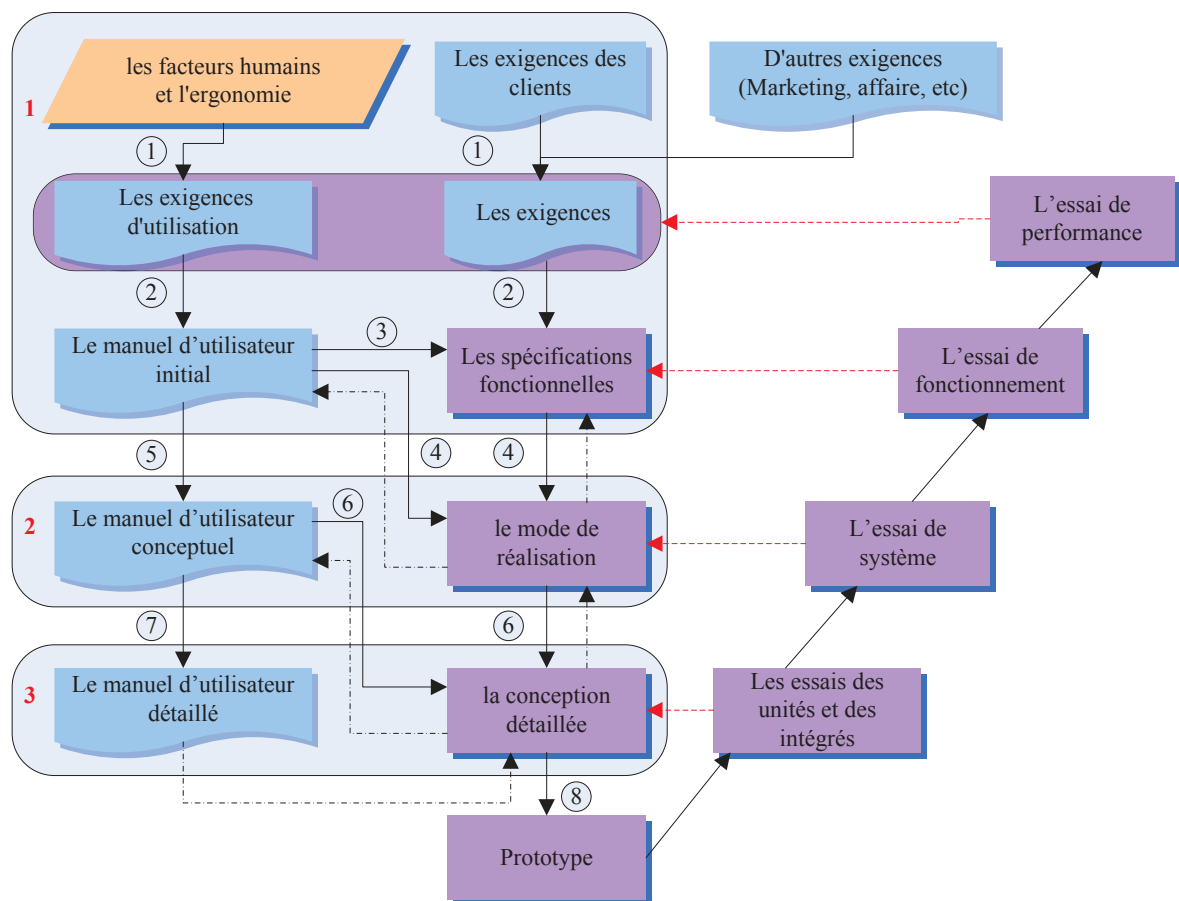 les facteurs humains
et l'ergonomie
Les exigences des
clients
D'autres exigences
(Marketing, affaire, etc)
1
1
1
Les exigences
d'utilisation
Les exigences
L’essai de
performance
2
2
3
Le manuel d’utilisateur
initial
Les spécifications
fonctionnelles
L’essai de
fonctionnement
5
4
4
2
Le manuel d’utilisateur
conceptuel
6
le mode de
réalisation
L’essai de
système
7
6
3
Le manuel d’utilisateur
détaillé
la conception
détaillée
Les essais des
unités et des
intégrés
8
Prototype